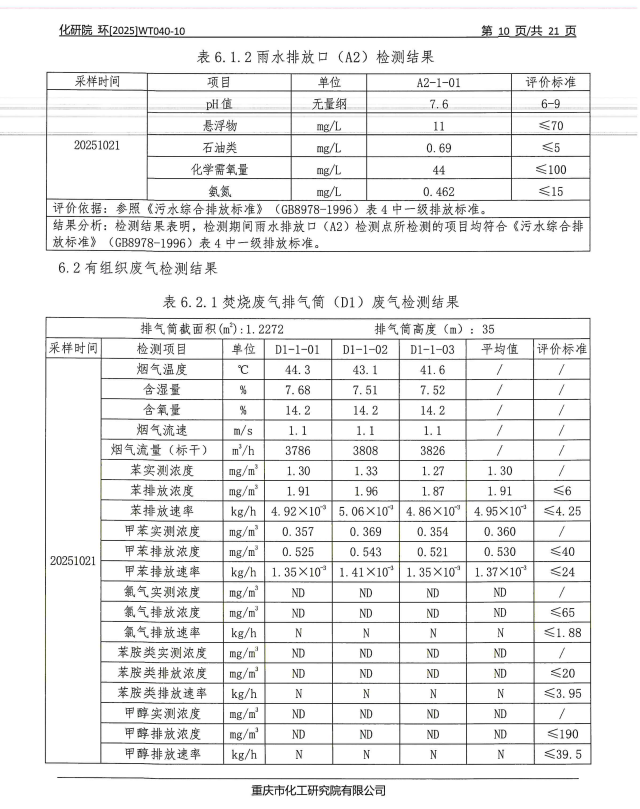 化研院 环[2025]WT040-10 第 10 页/共 21 页
表 6.1.2 雨水排放口（A2）检测结果
采样时间 项目 单位 A2-1-01 评价标准
20251021 pH 值 无量纲 7.6 6-9
悬浮物 mg/L 11 ≤70
石油类 mg/L 0.69 ≤5
化学需氧量 mg/L 44 ≤100
氨氮 mg/L 0.462 ≤15
评价依据：参照《污水综合排放标准》（GB8978-1996）表 4 中一级排放标准。
结果分析：检测结果表明，检测期间雨水排放口（A2）检测点所检测的项目均符合《污水综合排
放标准》（GB8978-1996）表 4 中一级排放标准。
6.2 有组织废气检测结果
表 6.2.1 焚烧废气排气筒（D1）废气检测结果
排气筒截面积(m²):1.2272 排气筒高度（m）: 35
采样时间 检测项目 单位 D1-1-01 D1-1-02 D1-1-03 平均值 评价标准
20251021 烟气温度 ℃ 44.3 43.1 41.6 / /
含湿量 % 7.68 7.51 7.52 / /
含氧量 % 14.2 14.2 14.2 / /
烟气流速 m/s 1.1 1.1 1.1 / /
烟气流量（标干） m³/h 3786 3808 3826 / /
苯实测浓度 mg/m³ 1.30 1.33 1.27 1.30 /
苯排放浓度 mg/m³ 1.91 1.96 1.87 1.91 ≤6
苯排放速率 kg/h 4.92×10⁻³ 5.06×10⁻³ 4.86×10⁻³ 4.95×10⁻³ ≤4.25
甲苯实测浓度 mg/m³ 0.357 0.369 0.354 0.360 /
甲苯排放浓度 mg/m³ 0.525 0.543 0.521 0.530 ≤40
甲苯排放速率 kg/h 1.35×10⁻³ 1.41×10⁻³ 1.35×10⁻³ 1.37×10⁻³ ≤24
氯气实测浓度 mg/m³ ND ND ND ND /
氯气排放浓度 mg/m³ ND ND ND ND ≤65
氯气排放速率 kg/h N N N N ≤1.88
苯胺类实测浓度 mg/m³ ND ND ND ND /
苯胺类排放浓度 mg/m³ ND ND ND ND ≤20
苯胺类排放速率 kg/h N N N N ≤3.95
甲醇实测浓度 mg/m³ ND ND ND ND /
甲醇排放浓度 mg/m³ ND ND ND ND ≤190
甲醇排放速率 kg/h N N N N ≤39.5
重庆市化工研究院有限公司